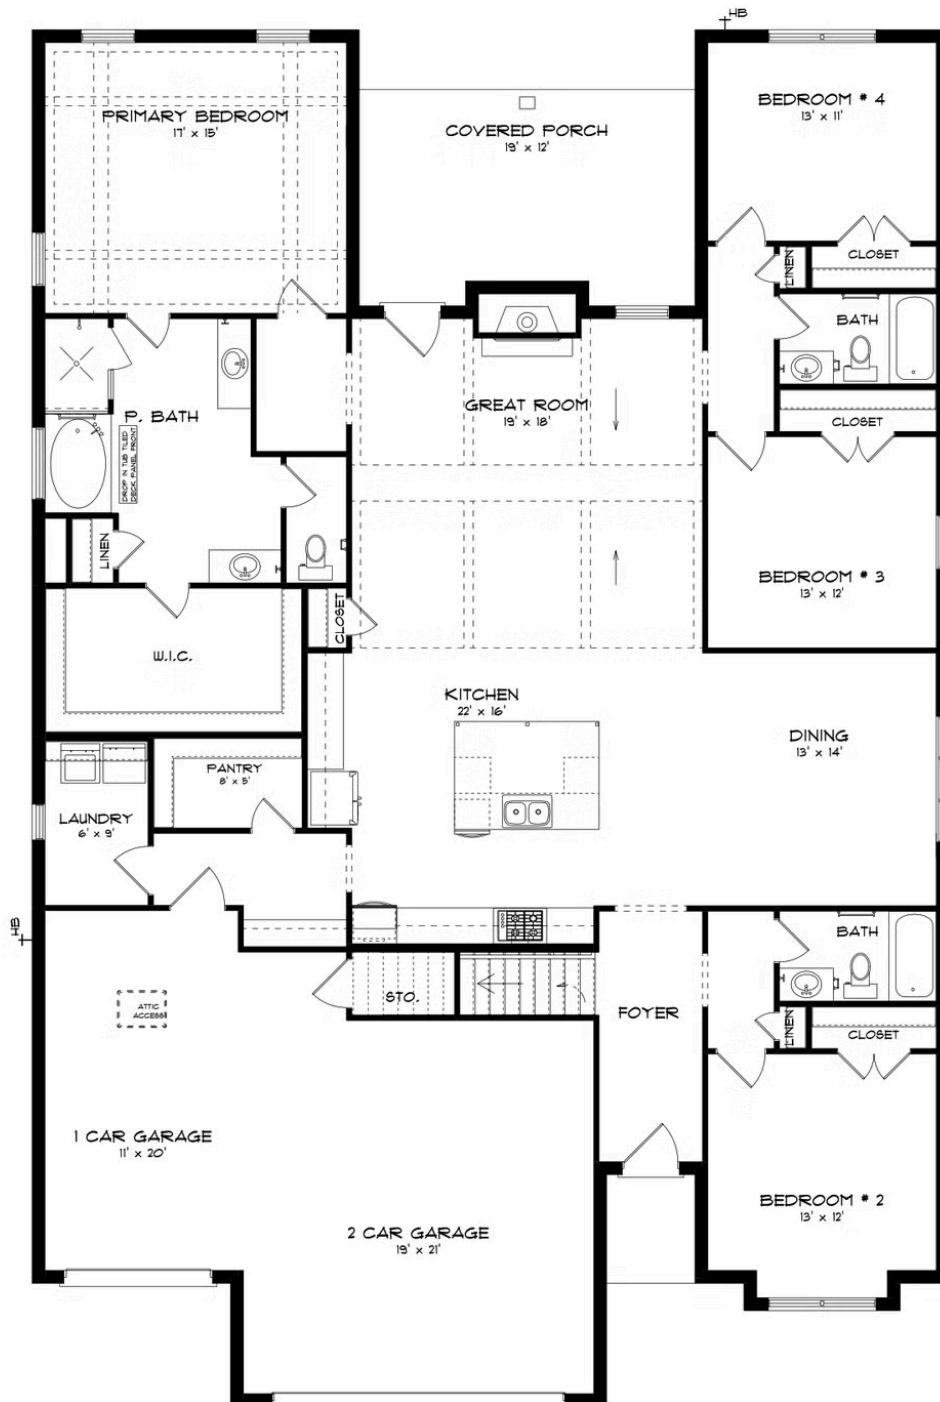 HB
PRIMARY BEDROOM
17' x 15'
COVERED PORCH
19' x 12'
BEDROOM # 4
13' x 11'
LINEN
CLOSET
BATH
P. BATH
DROP IN TUB TILED
DECK, PANEL FRONT
GREAT ROOM
19' x 18'
CLOSET
LINEN
BEDROOM # 3
13' x 12'
CLOSET
W.I.C.
KITCHEN
22' x 16'
DINING
13' x 14'
PANTRY
8' x 5'
LAUNDRY
6' x 9'
HB
BATH
STO.
FOYER
LINEN
CLOSET
ATTIC
ACCESS
1 CAR GARAGE
11' x 20'
BEDROOM # 2
13' x 12'
2 CAR GARAGE
19' x 21'